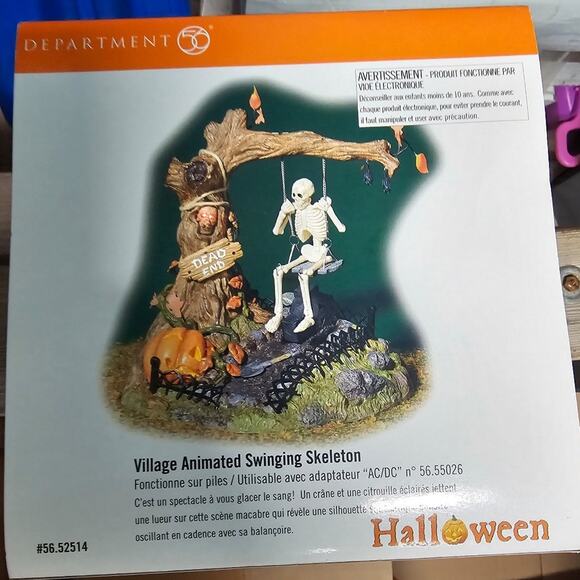 DEPARTMENT 56®
AVERTISSEMENT - PRODUIT FONCTIONNE PAR
VIOE ÉLECTRONIQUE
Déconseiller aux enfants moins de 10 ans. Comme avec
chaque produit électronique, pour eviter prendre le courant,
il faut manipuler et user avec précaution.
DEAD
END
Village Animated Swinging Skeleton
Fonctionne sur piles / Utilisable avec adaptateur "AC/DC" n° 56.55026
C'est un spectacle à vous glacer le sang! Un crâne et une citrouille éclairés jettent
une lueur sur cette scène macabre qui révèle une silhouette
oscillant en cadence avec sa balançoire.
Halloween
#56.52514